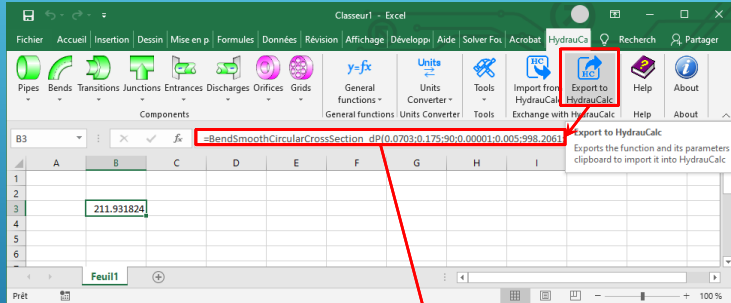 Classeur1 - Excel
Fichier Accueil Insertion Dessin Mise en p Formules Données Révision Affichage Développe Aide Solver Fou Acrobat HydrauCa Recherch Partager
HC HC
y=fx Units
Pipes Bends Transitions Junctions Entrances Discharges Orifices Grids General functions Units Converter Tools Import from HydrauCalc Export to HydrauCalc Help About
Components General functions Units Converter Tools Exchange with HydrauCalc Help About
B3 fx =BendSmoothCircularCrossSection_dP(0.0703;0.175;90;0.00001;0.005;998.2061
Export to HydrauCalc
Exports the function and its parameters
clipboard to import it into HydrauCalc
A B C D E F G H I
1
2
3 211.931824
4
5
6
Feuil1
Prêt 100 %